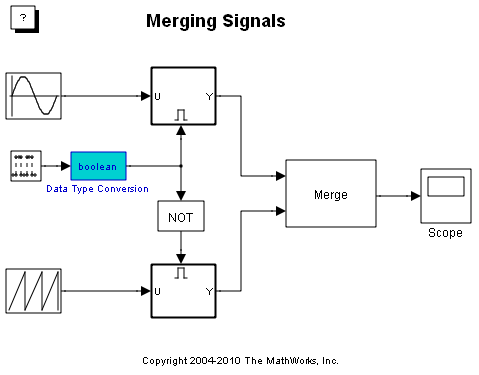 ?
Merging Signals
U
Y
boolean
Data Type Conversion
NOT
Merge
Scope
U
Y
Copyright 2004-2010 The MathWorks, Inc.